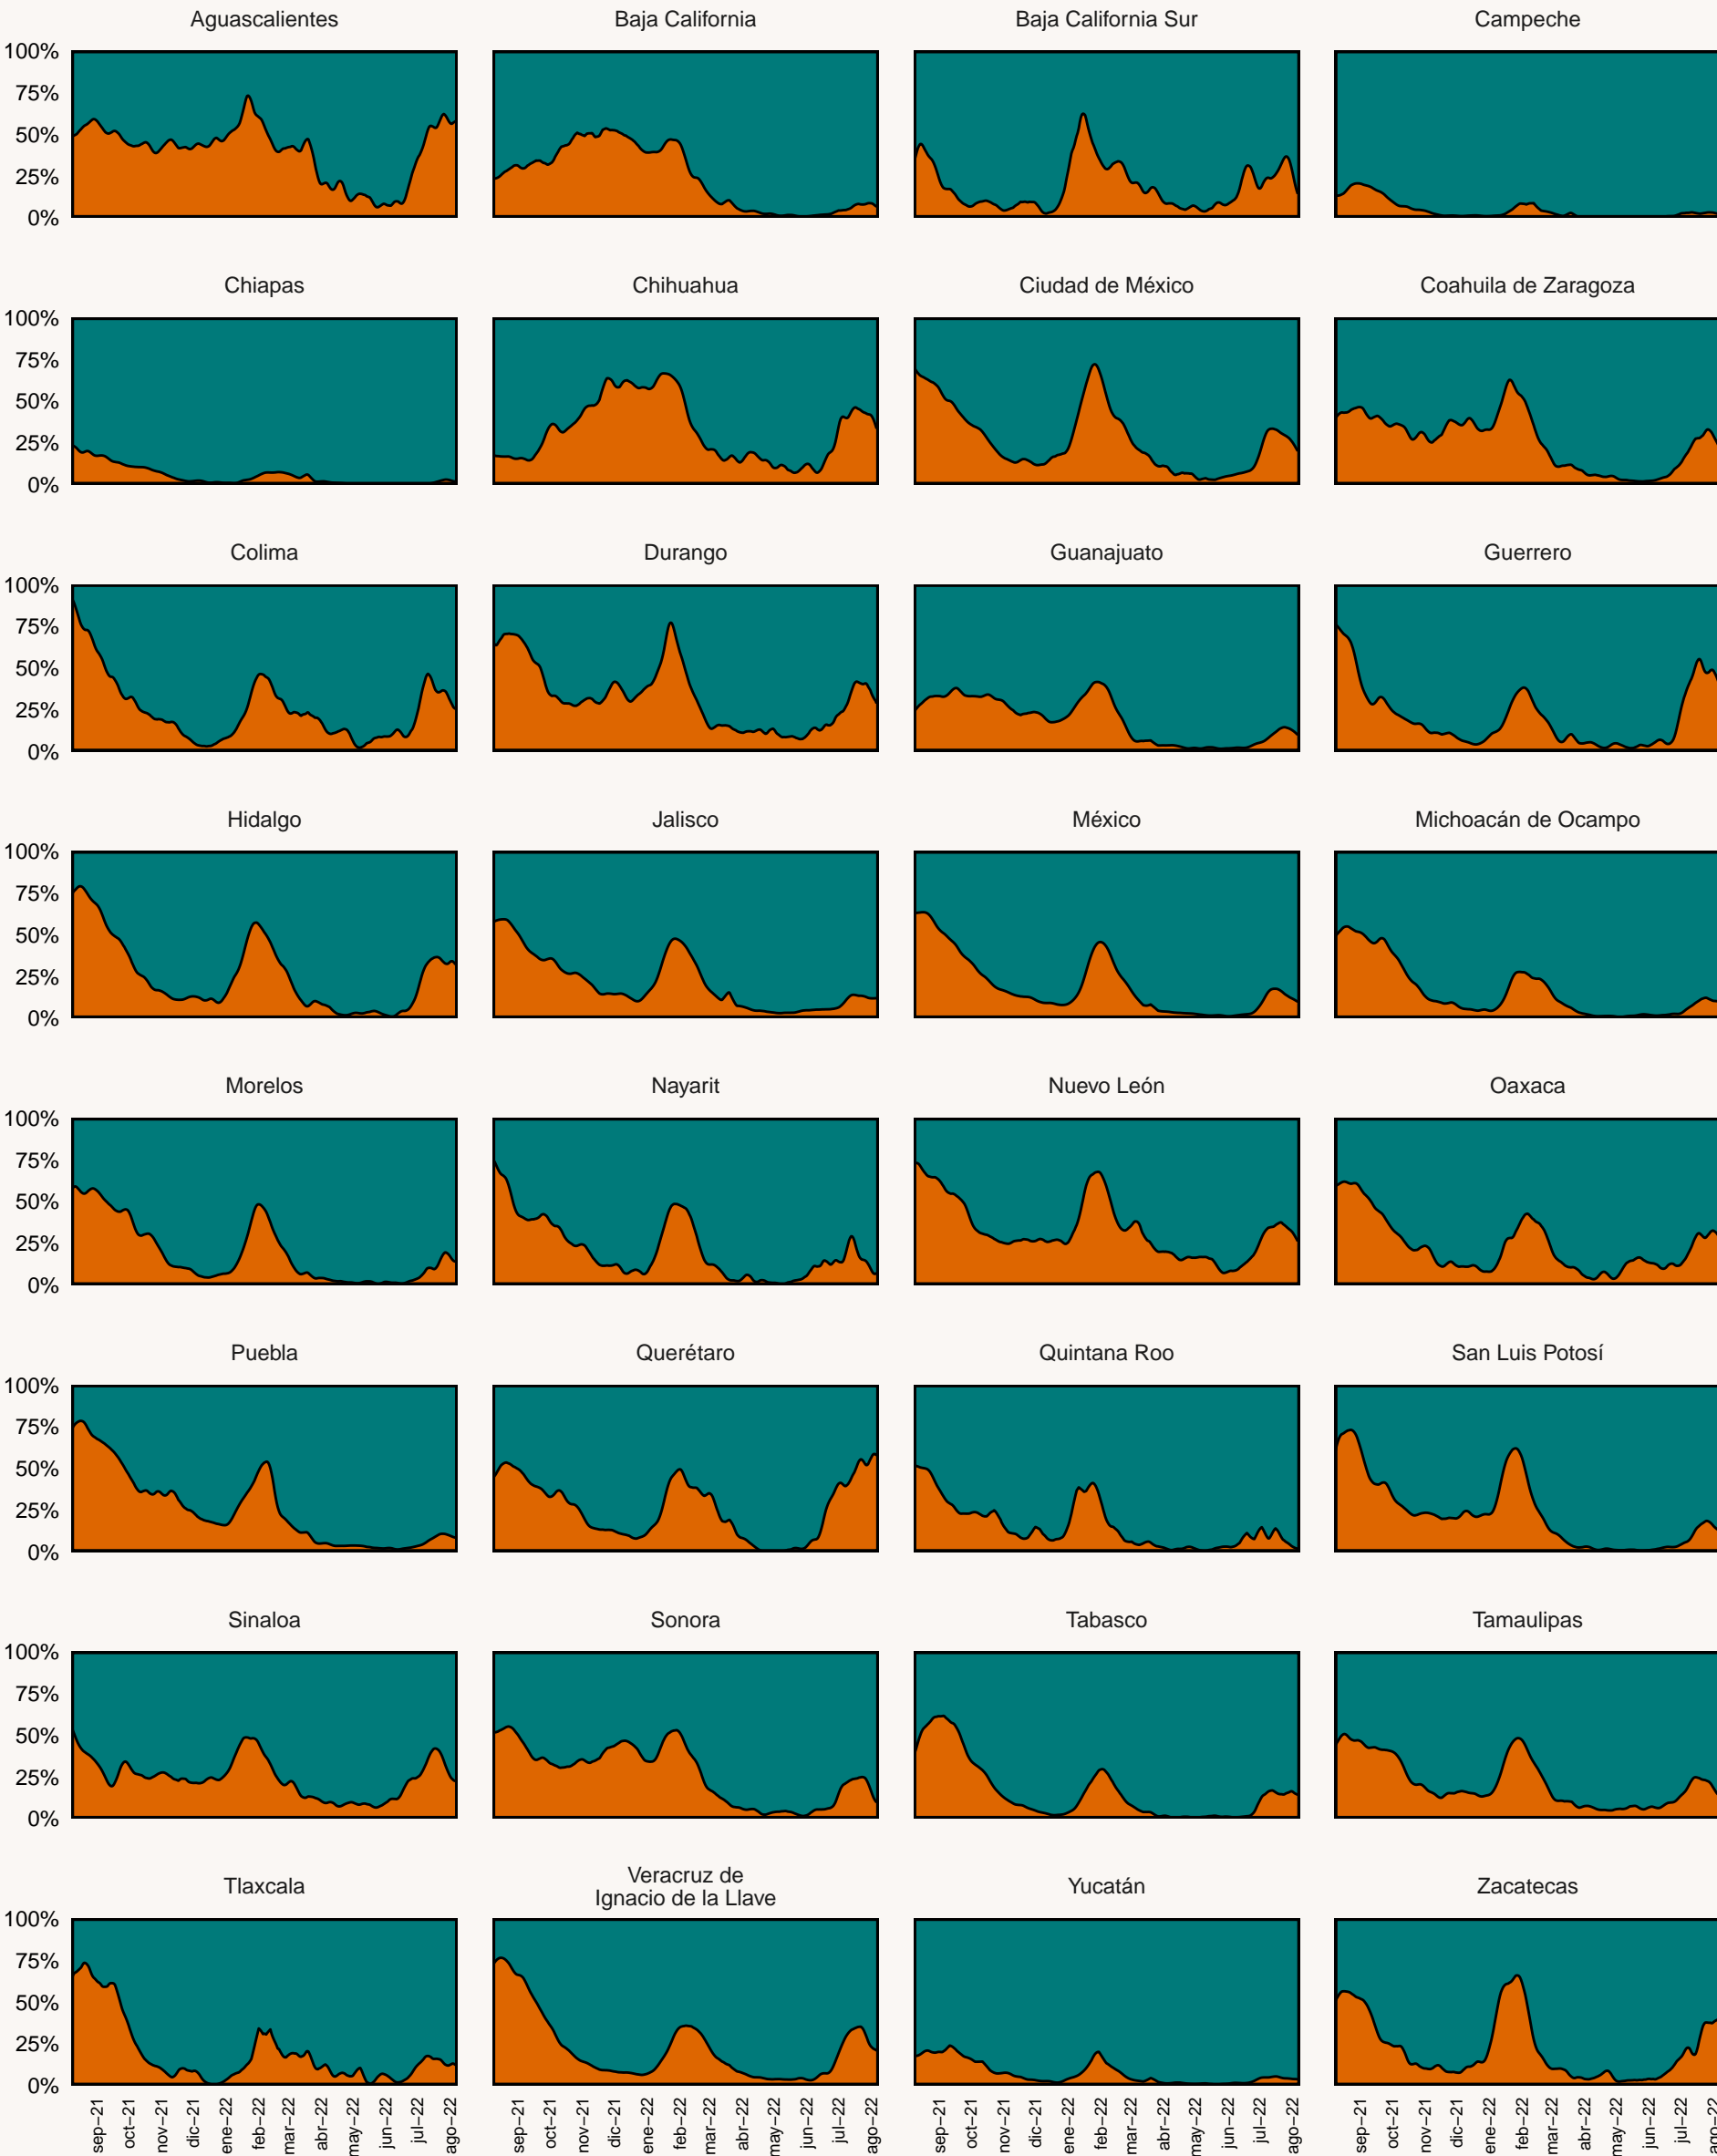 Aguascalientes
Baja California
Baja California Sur
Campeche
100%
75%
50%
25%
0%
Chiapas
Chihuahua
Ciudad de México
Coahuila de Zaragoza
100%
75%
50%
25%
0%
Colima
Durango
Guanajuato
Guerrero
100%
75%
50%
25%
0%
Hidalgo
Jalisco
México
Michoacán de Ocampo
100%
75%
50%
25%
0%
Morelos
Nayarit
Nuevo León
Oaxaca
100%
75%
50%
25%
0%
Puebla
Querétaro
Quintana Roo
San Luis Potosí
100%
75%
50%
25%
0%
Sinaloa
Sonora
Tabasco
Tamaulipas
100%
75%
50%
25%
0%
Tlaxcala
Veracruz de
Ignacio de la Llave
Yucatán
Zacatecas
100%
75%
50%
25%
0%
sep–21
oct–21
nov–21
dic–21
ene–22
feb–22
mar–22
abr–22
may–22
jun–22
jul–22
ago–22
sep–21
oct–21
nov–21
dic–21
ene–22
feb–22
mar–22
abr–22
may–22
jun–22
jul–22
ago–22
sep–21
oct–21
nov–21
dic–21
ene–22
feb–22
mar–22
abr–22
may–22
jun–22
jul–22
ago–22
sep–21
oct–21
nov–21
dic–21
ene–22
feb–22
mar–22
abr–22
may–22
jun–22
jul–22
ago–22